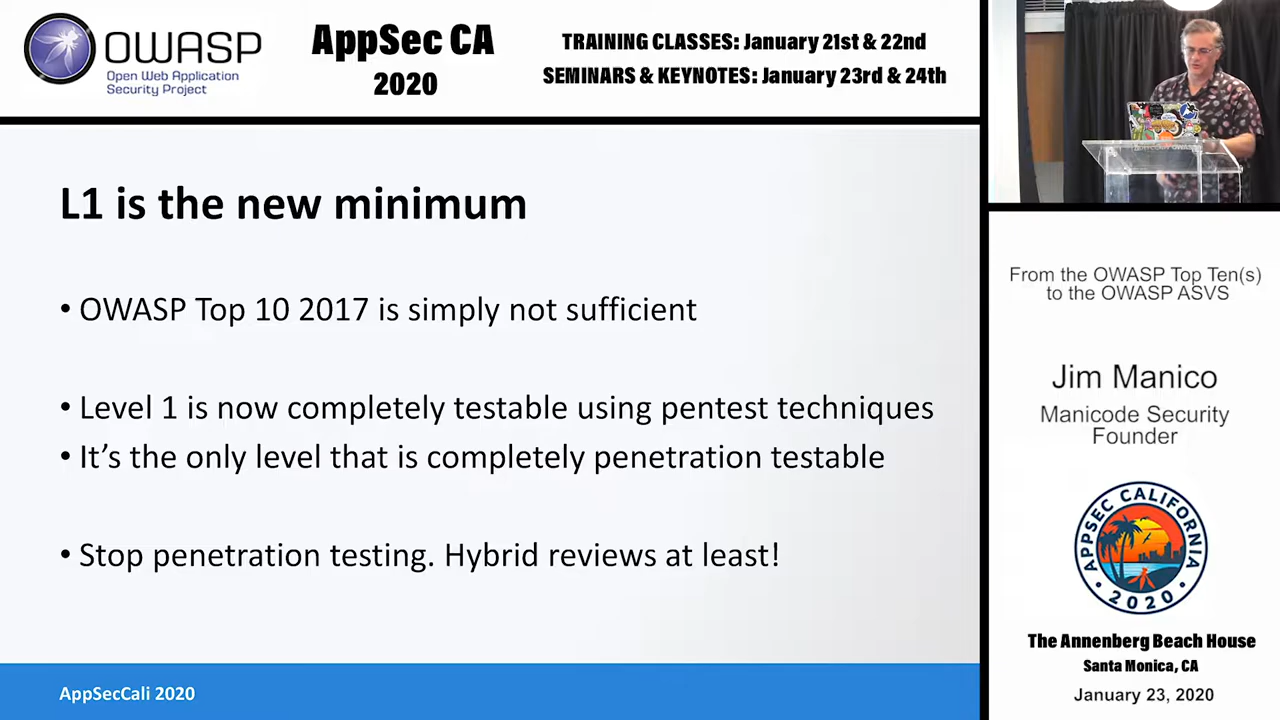 OWASP
Open Web Application
Security Project
AppSec CA
2020
TRAINING CLASSES: January 21st & 22nd
SEMINARS & KEYNOTES: January 23rd & 24th
L1 is the new minimum
• OWASP Top 10 2017 is simply not sufficient
• Level 1 is now completely testable using pentest techniques
• It’s the only level that is completely penetration testable
• Stop penetration testing. Hybrid reviews at least!
AppSecCali 2020
From the OWASP Top Ten(s)
to the OWASP ASVS
Jim Manico
Manicode Security
Founder
APPSEC CALIFORNIA
• 2020 •
The Annenberg Beach House
Santa Monica, CA
January 23, 2020